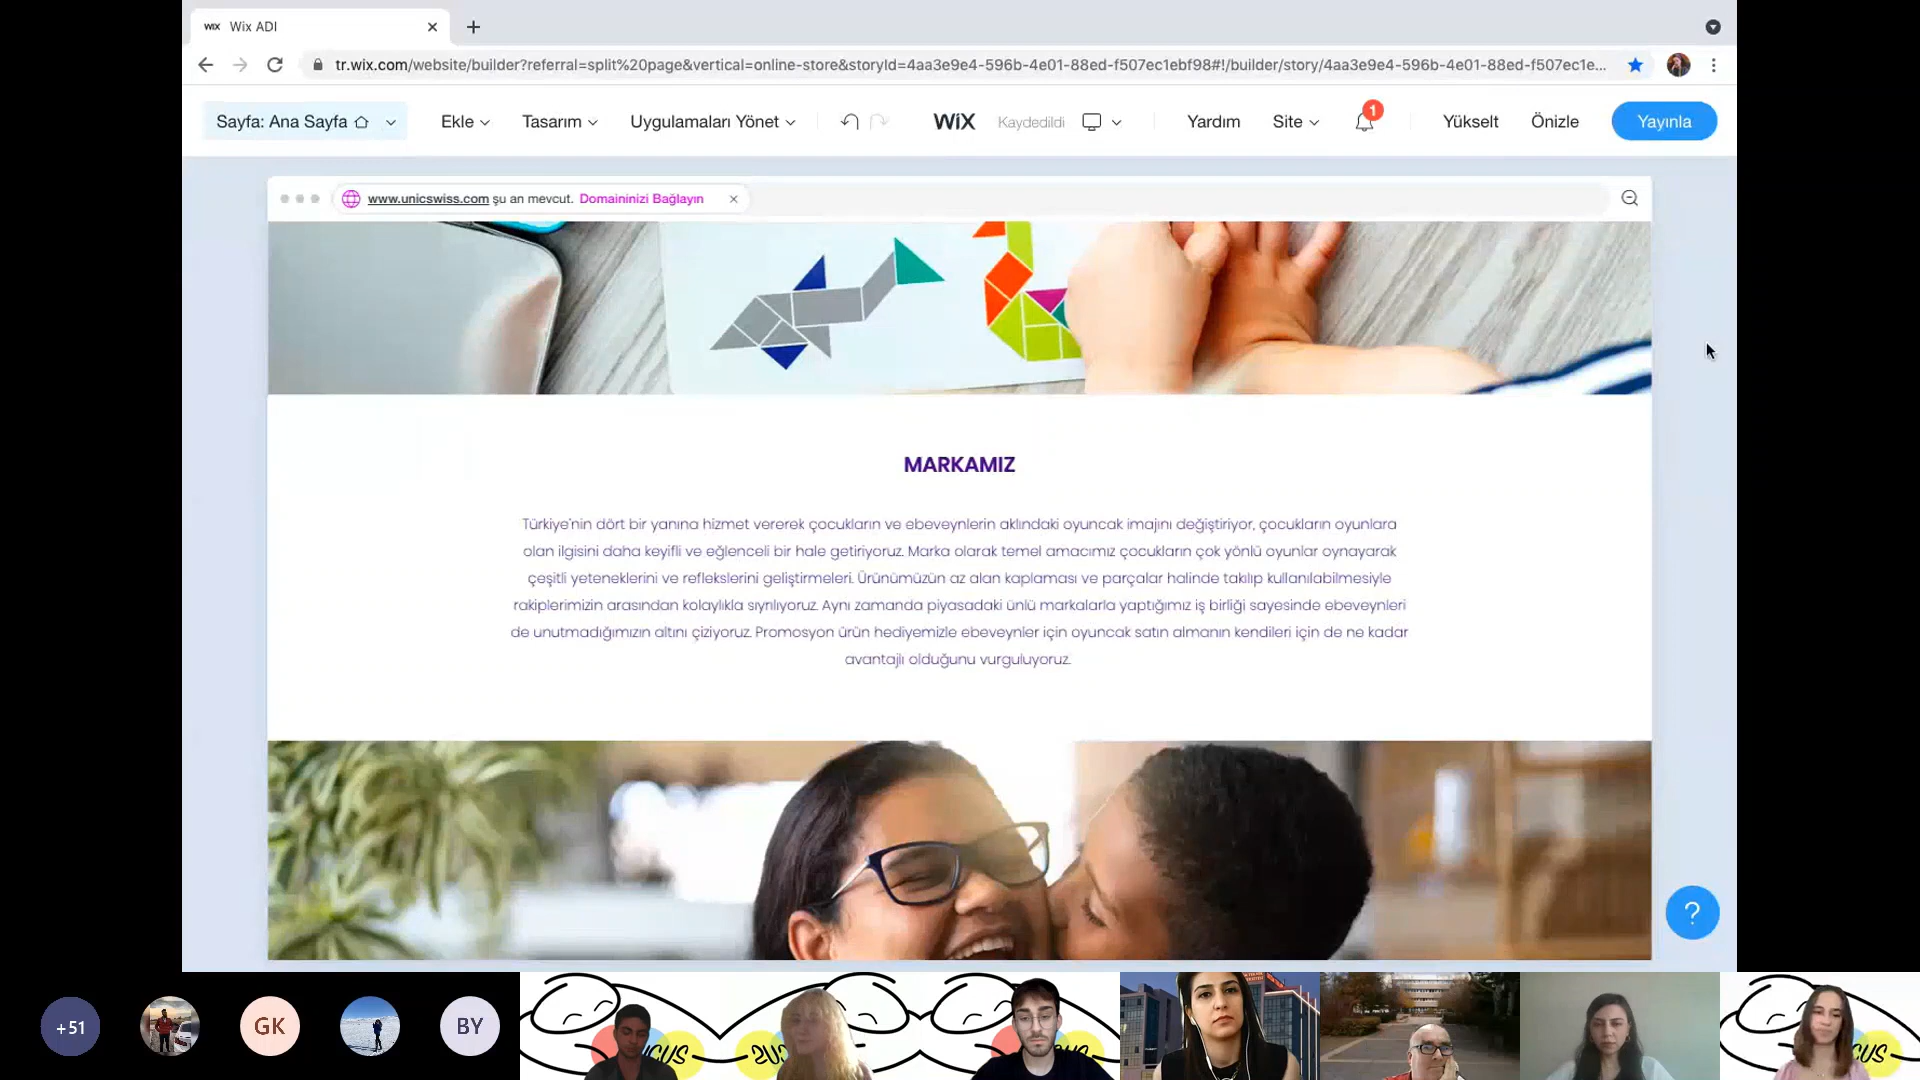 WIX Wix ADI
tr.wix.com/website/builder?referral=split%20page&vertical=online-store&storyId=4aa3e9e4-596b-4e01-88ed-f507ec1ebf98#!/builder/story/4aa3e9e4-596b-4e01-88ed-f507ec1e...
Sayfa: Ana Sayfa Ekle Tasarım Uygulamaları Yönet WiX Kaydedildi Yardım Site 1 Yükselt Önizle Yayınla
www.unicswiss.com şu an mevcut. Domaininizi Bağlayın
MARKAMIZ
Türkiye'nin dört bir yanına hizmet vererek çocukların ve ebeveynlerin aklındaki oyuncak imajını değiştiriyor, çocukların oyunlara
olan ilgisini daha keyifli ve eğlenceli bir hale getiriyoruz. Marka olarak temel amacımız çocukların çok yönlü oyunlar oynayarak
çeşitli yeteneklerini ve reflekslerini geliştirmeleri. Ürünümüzün az alan kaplaması ve parçalar halinde takılıp kullanılabilmesiyle
rakiplerimizin arasından kolaylıkla sıyrılıyoruz. Aynı zamanda piyasadaki ünlü markalarla yaptığımız iş birliği sayesinde ebeveynleri
de unutmadığımızın altını çiziyoruz. Promosyon ürün hediyemizle ebeveynler için oyuncak satın almanın kendileri için de ne kadar
avantajlı olduğunu vurguluyoruz.
?
+51 GK BY